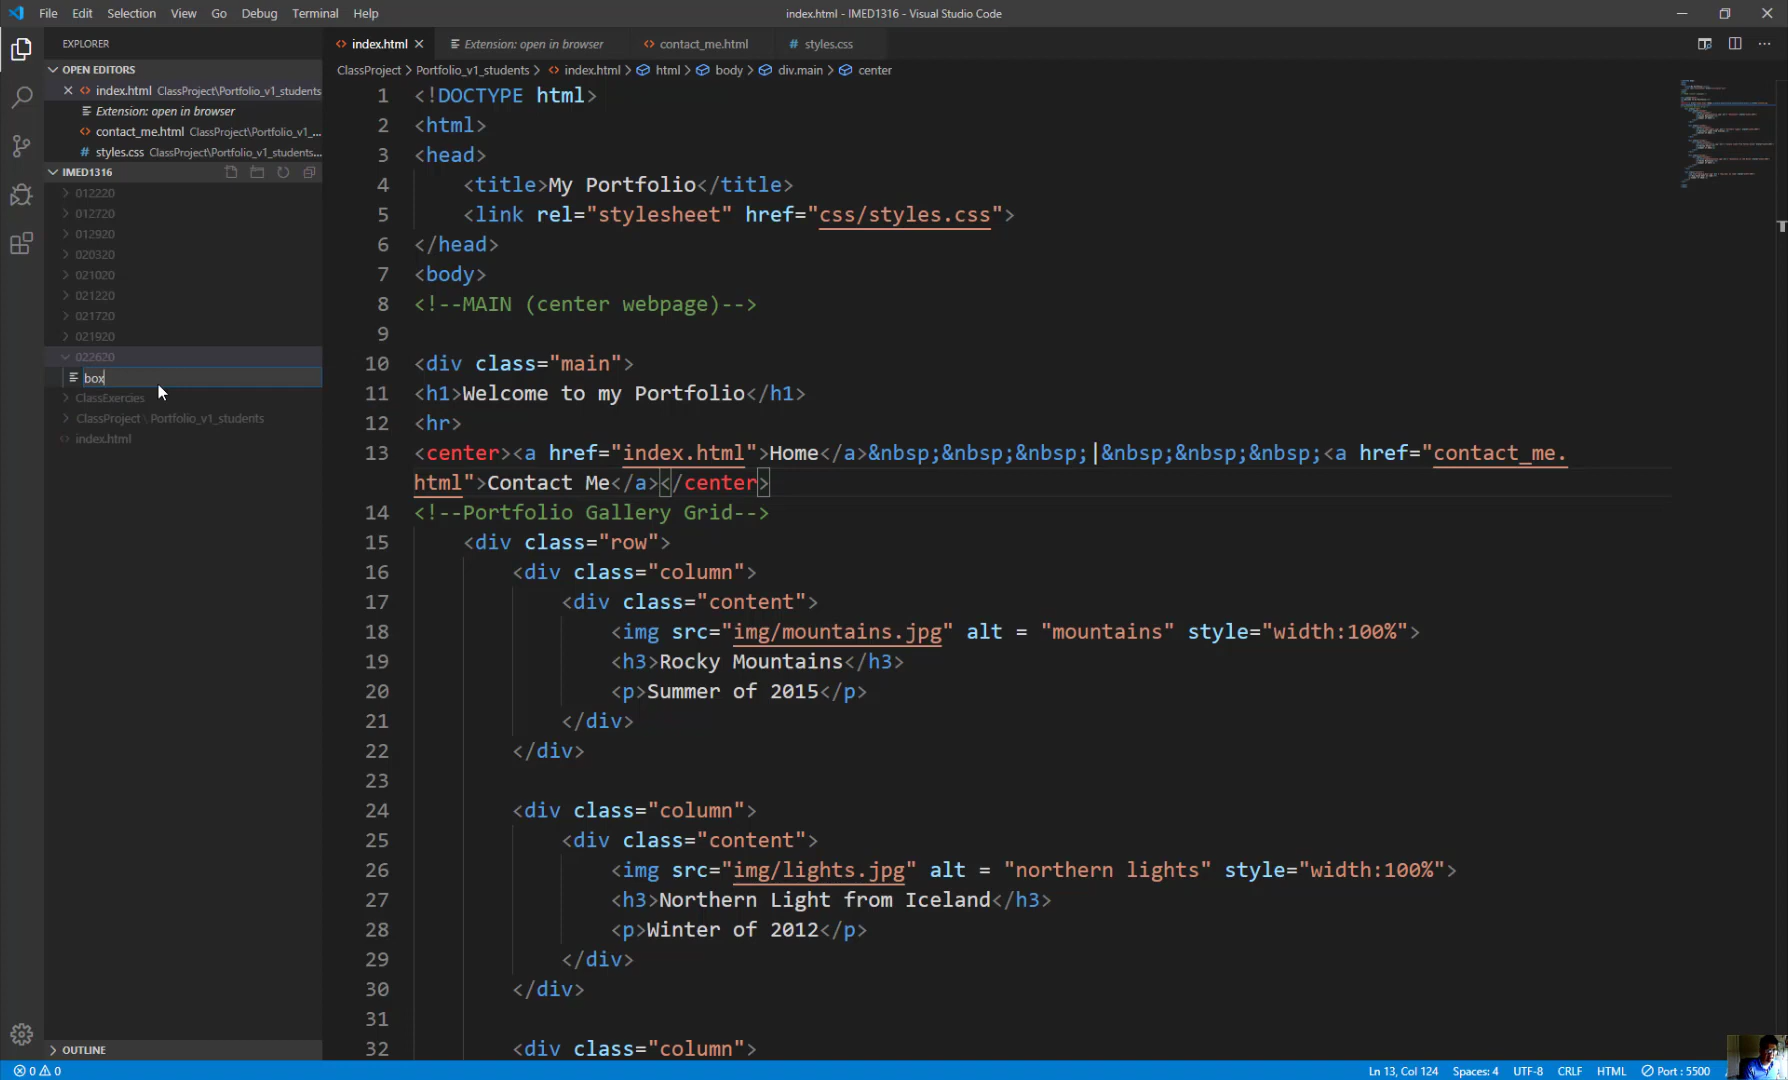 File Edit Selection View Go Debug Terminal Help index.html - IMED1316 - Visual Studio Code
EXPLORER
OPEN EDITORS
index.html ClassProject\Portfolio_v1_students
Extension: open in browser
contact_me.html ClassProject\Portfolio_v1_...
# styles.css ClassProject\Portfolio_v1_students...
IMED1316
012220
012720
012920
020320
021020
021220
021720
021920
022620
box
ClassExercies
ClassProject \ Portfolio_v1_students
index.html
OUTLINE
index.html Extension: open in browser contact_me.html # styles.css
ClassProject > Portfolio_v1_students > index.html > html > body > div.main > center
1 <!DOCTYPE html>
2 <html>
3 <head>
4 <title>My Portfolio</title>
5 <link rel="stylesheet" href="css/styles.css">
6 </head>
7 <body>
8 <!--MAIN (center webpage)-->
9
10 <div class="main">
11 <h1>Welcome to my Portfolio</h1>
12 <hr>
13 <center><a href="index.html">Home</a>&nbsp;&nbsp;&nbsp;|&nbsp;&nbsp;&nbsp;<a href="contact_me.
html">Contact Me</a></center>
14 <!--Portfolio Gallery Grid-->
15 <div class="row">
16 <div class="column">
17 <div class="content">
18 <img src="img/mountains.jpg" alt = "mountains" style="width:100%">
19 <h3>Rocky Mountains</h3>
20 <p>Summer of 2015</p>
21 </div>
22 </div>
23
24 <div class="column">
25 <div class="content">
26 <img src="img/lights.jpg" alt = "northern lights" style="width:100%">
27 <h3>Northern Light from Iceland</h3>
28 <p>Winter of 2012</p>
29 </div>
30 </div>
31
32 <div class="column">
0 0 Ln 13, Col 124 Spaces: 4 UTF-8 CRLF HTML Port : 5500